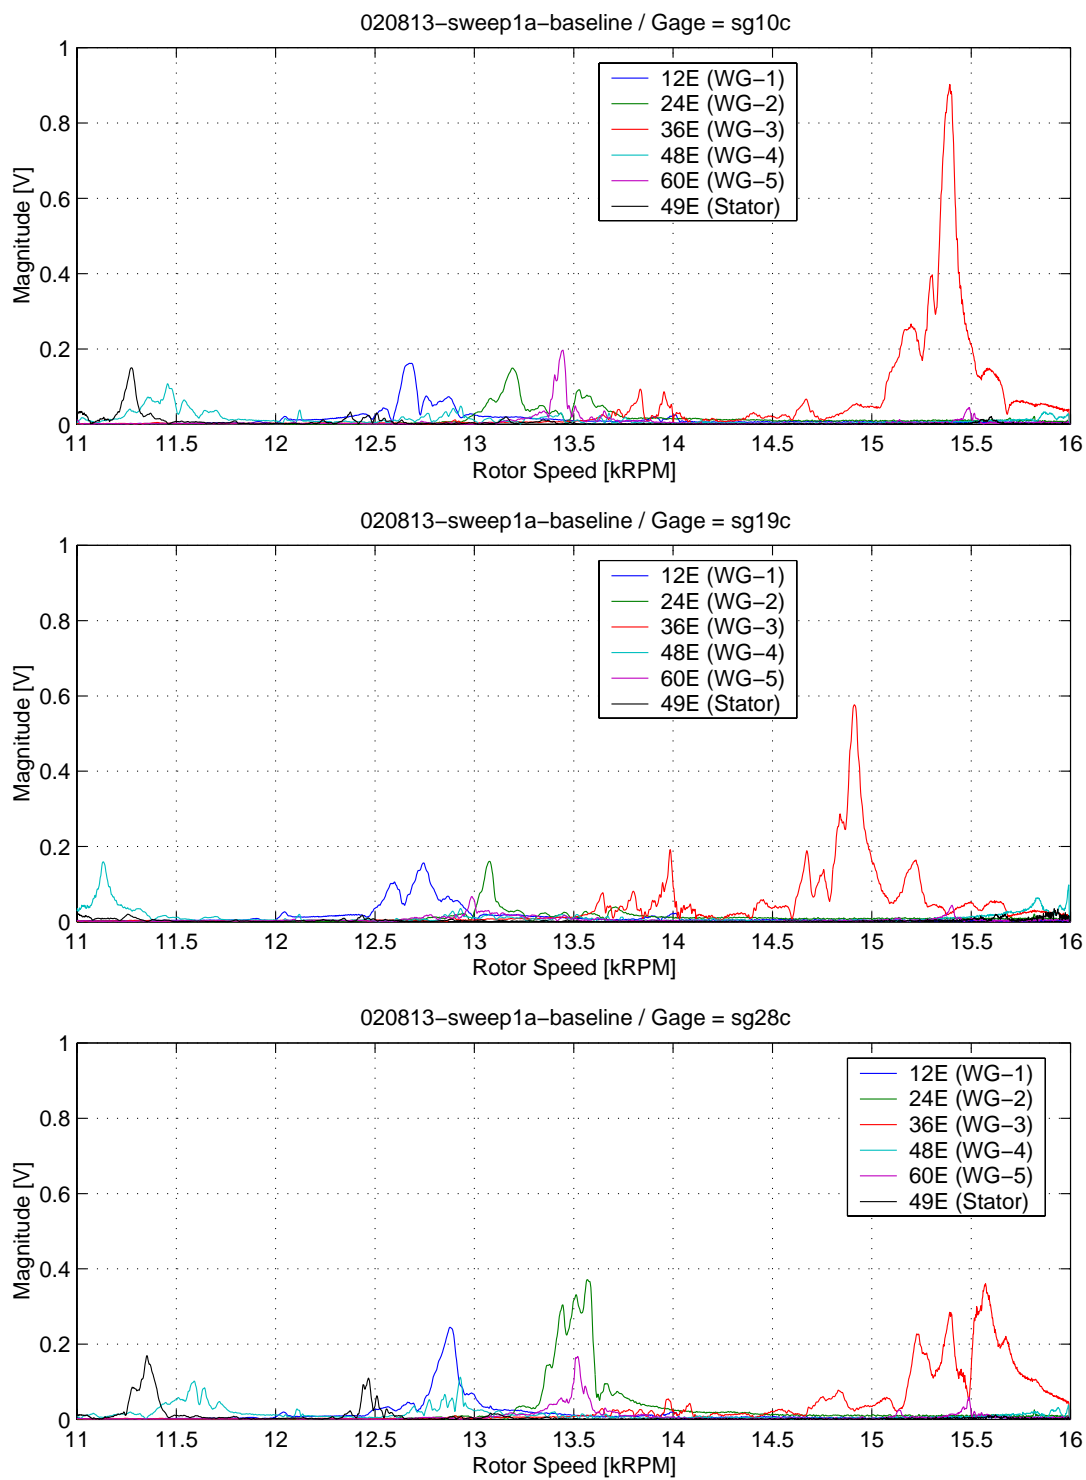 020813−sweep1a−baseline / Gage = sg10c
1
0.8
0.6
0.4
0.2
0
Magnitude [V]
12E (WG−1)
24E (WG−2)
36E (WG−3)
48E (WG−4)
60E (WG−5)
49E (Stator)
11 11.5 12 12.5 13 13.5 14 14.5 15 15.5 16
Rotor Speed [kRPM]
020813−sweep1a−baseline / Gage = sg19c
1
0.8
0.6
0.4
0.2
0
Magnitude [V]
12E (WG−1)
24E (WG−2)
36E (WG−3)
48E (WG−4)
60E (WG−5)
49E (Stator)
11 11.5 12 12.5 13 13.5 14 14.5 15 15.5 16
Rotor Speed [kRPM]
020813−sweep1a−baseline / Gage = sg28c
1
0.8
0.6
0.4
0.2
0
Magnitude [V]
12E (WG−1)
24E (WG−2)
36E (WG−3)
48E (WG−4)
60E (WG−5)
49E (Stator)
11 11.5 12 12.5 13 13.5 14 14.5 15 15.5 16
Rotor Speed [kRPM]